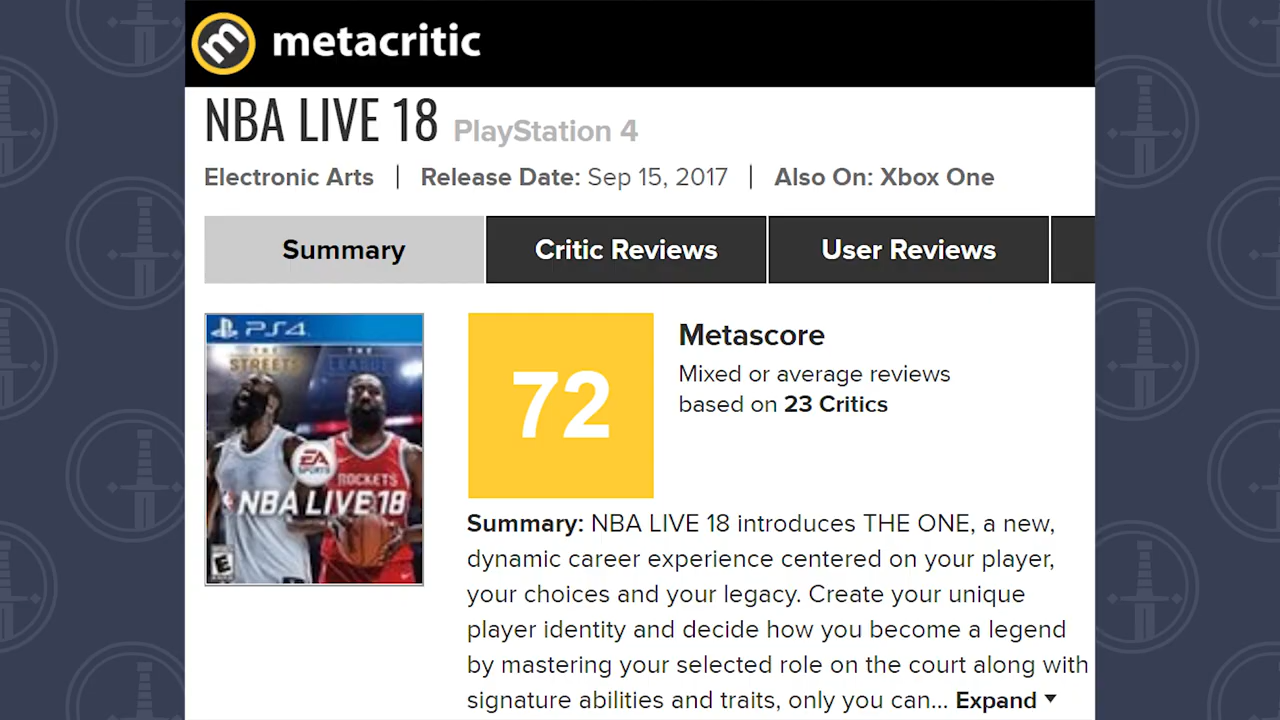 metacritic
NBA LIVE 18 PlayStation 4
Electronic Arts | Release Date: Sep 15, 2017 | Also On: Xbox One
Summary
Critic Reviews
User Reviews
PS4
THE STREETS
THE LEAGUE
EA SPORTS
ROCKETS
NBA LIVE 18
E
72
Metascore
Mixed or average reviews
based on 23 Critics
Summary: NBA LIVE 18 introduces THE ONE, a new,
dynamic career experience centered on your player,
your choices and your legacy. Create your unique
player identity and decide how you become a legend
by mastering your selected role on the court along with
signature abilities and traits, only you can... Expand